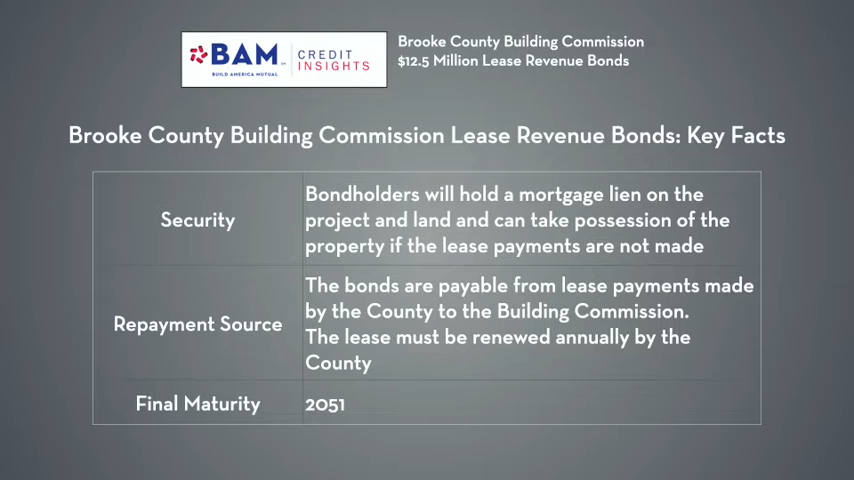 BAM
BUILD AMERICA MUTUAL
CREDIT
INSIGHTS
Brooke County Building Commission
$12.5 Million Lease Revenue Bonds
Brooke County Building Commission Lease Revenue Bonds: Key Facts
Security
Bondholders will hold a mortgage lien on the
project and land and can take possession of the
property if the lease payments are not made
Repayment Source
The bonds are payable from lease payments made
by the County to the Building Commission.
The lease must be renewed annually by the
County
Final Maturity
2051